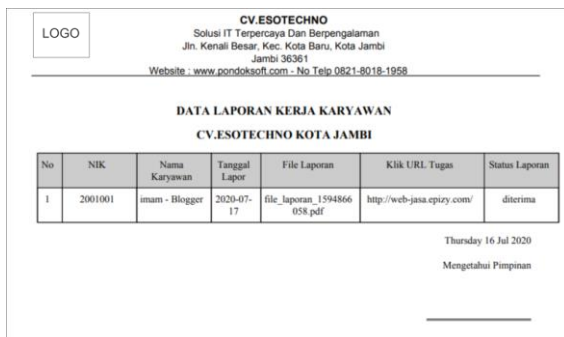 LOGO
CV.ESOTECHNO
Solusi IT Terpercaya Dan Berpengalaman
Jln. Kenali Besar, Kec. Kota Baru, Kota Jambi
Jambi 36361
Website : www.pondoksoft.com - No Telp 0821-8018-1958
DATA LAPORAN KERJA KARYAWAN
CV.ESOTECHNO KOTA JAMBI
No NIK Nama Karyawan Tanggal Lapor File Laporan Klik URL Tugas Status Laporan
1 2001001 imam - Blogger 2020-07-17 file_laporan_1594866058.pdf http://web-jasa.epizy.com/ diterima
Thursday 16 Jul 2020
Mengetahui Pimpinan